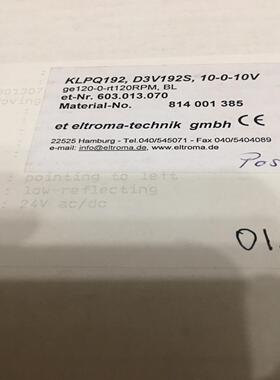 KLPQ192, D3V192S, 10-0-10V
ge120-0-rt120RPM, BL
et-Nr. 603.013.070
Material-No. 814 001 385
et eltroma-technik gmbh CE
22525 Hamburg - Tel.040/545071 - Fax 040/5404089
e-mail: info@eltroma.de, www.eltroma.de
Pos
: pointing to left
: low-reflecting
: 24V ac/dc
01